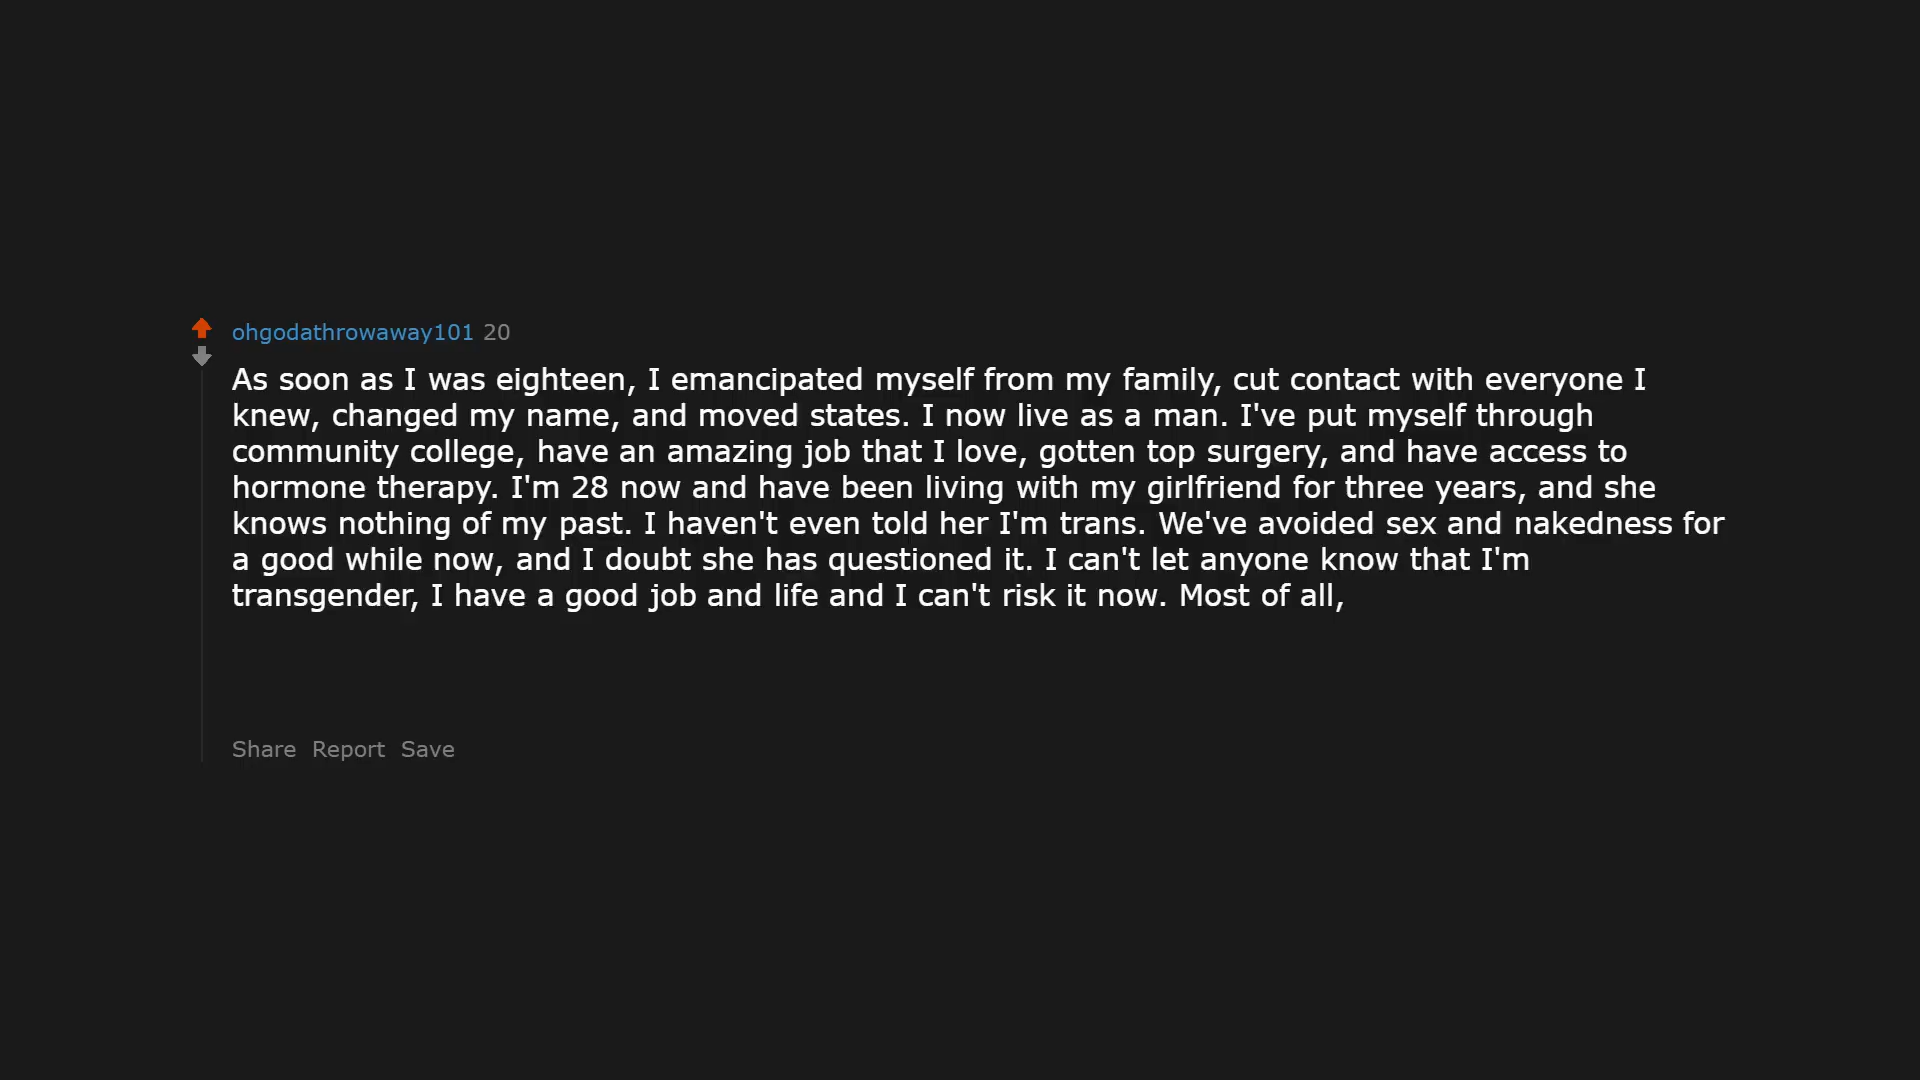 ohgodathrowaway101 20
As soon as I was eighteen, I emancipated myself from my family, cut contact with everyone I
knew, changed my name, and moved states. I now live as a man. I've put myself through
community college, have an amazing job that I love, gotten top surgery, and have access to
hormone therapy. I'm 28 now and have been living with my girlfriend for three years, and she
knows nothing of my past. I haven't even told her I'm trans. We've avoided sex and nakedness for
a good while now, and I doubt she has questioned it. I can't let anyone know that I'm
transgender, I have a good job and life and I can't risk it now. Most of all,
Share Report Save